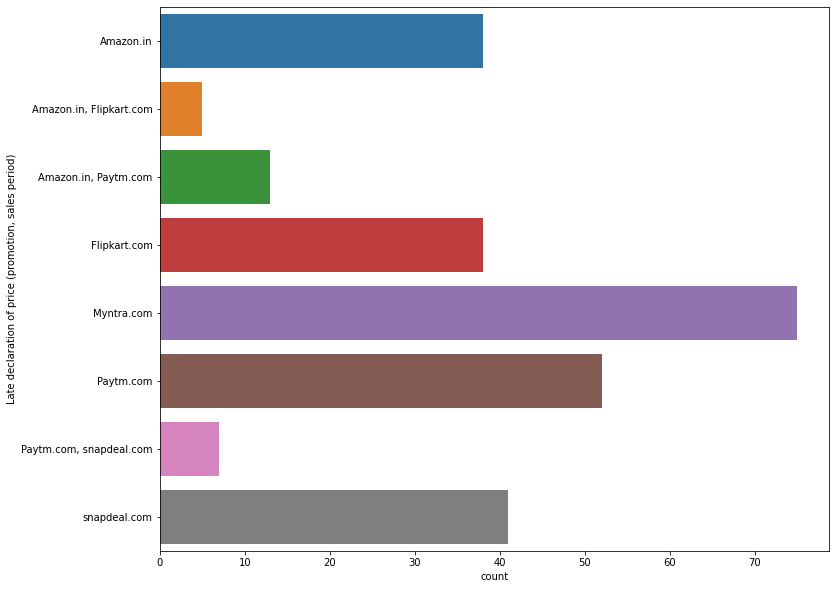 Late declaration of price (promotion, sales period)
Amazon.in
Amazon.in, Flipkart.com
Amazon.in, Paytm.com
Flipkart.com
Myntra.com
Paytm.com
Paytm.com, snapdeal.com
snapdeal.com
0 10 20 30 40 50 60 70
count